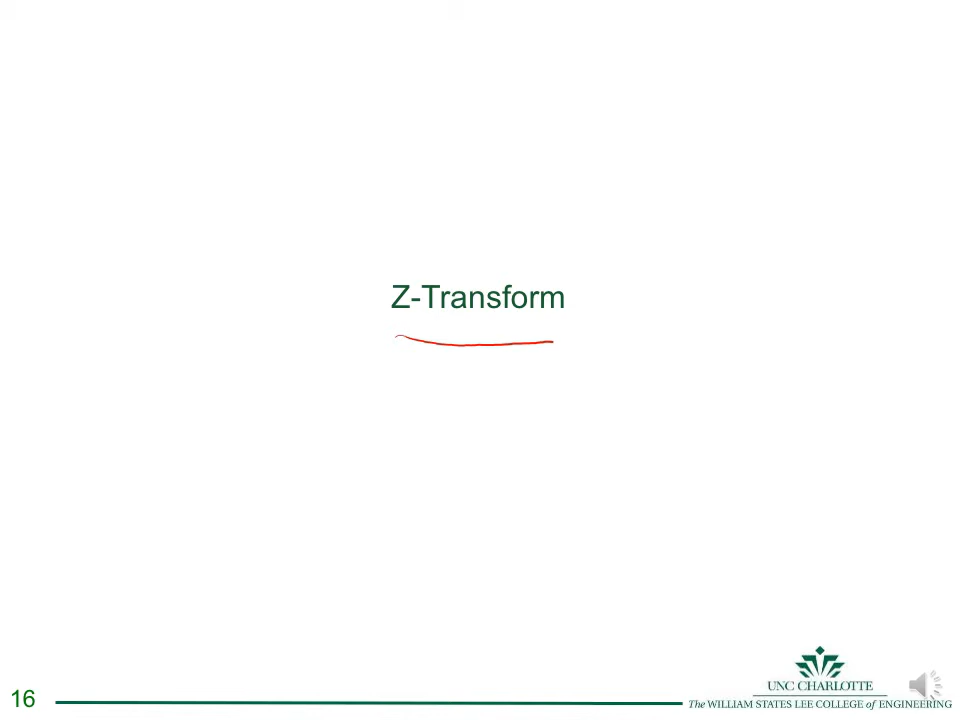 Z-Transform
UNC CHARLOTTE
The WILLIAM STATES LEE COLLEGE of ENGINEERING
16